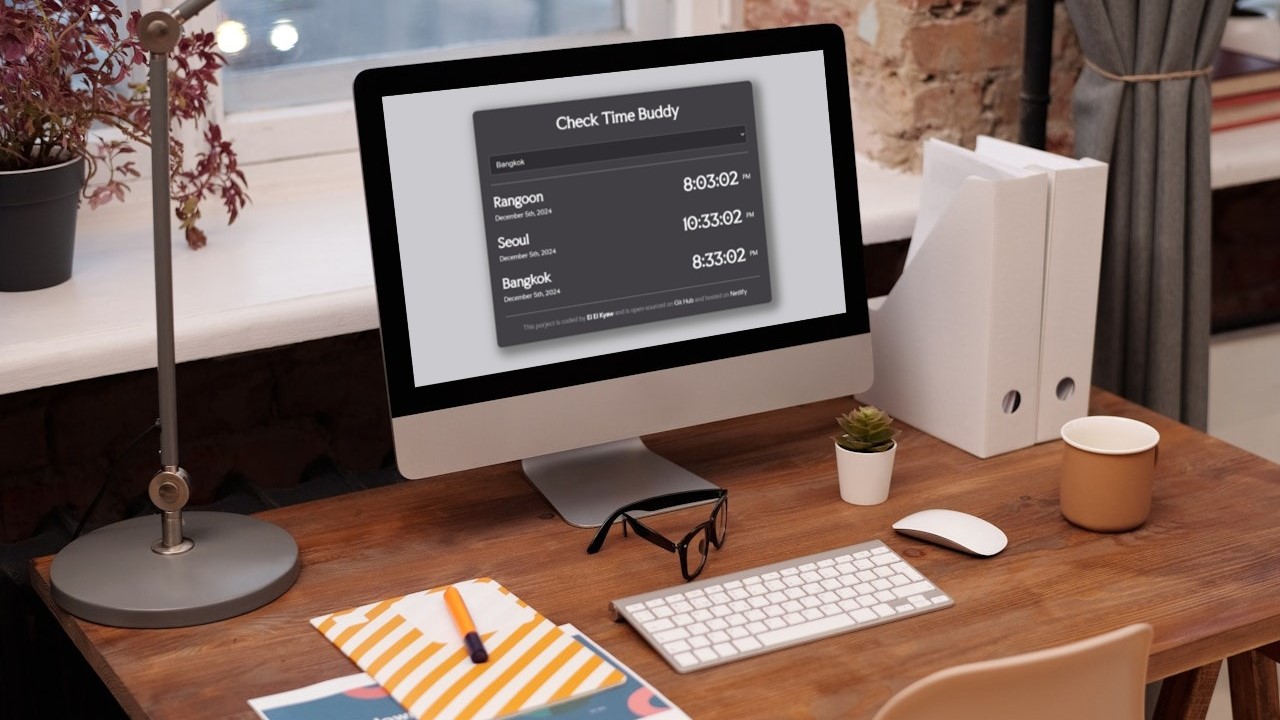 Check Time Buddy
Bangkok
Rangoon
8:03:02 PM
December 5th, 2024
Seoul
10:33:02 PM
December 5th, 2024
Bangkok
8:33:02 PM
December 5th, 2024
This porject is coded by Ei Ei Kyaw and is open-sourced on Git Hub and hosted on Netlify